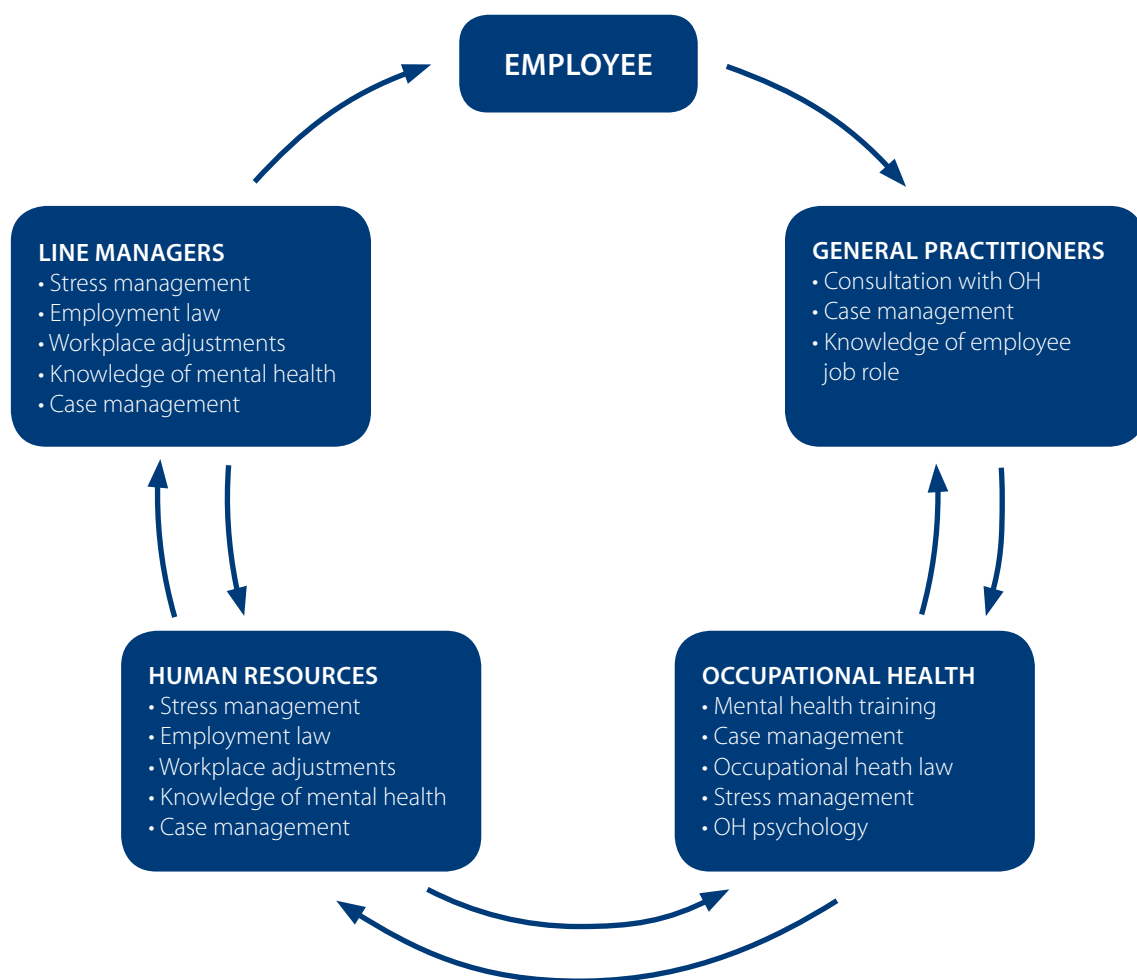 EMPLOYEE
LINE MANAGERS
• Stress management
• Employment law
• Workplace adjustments
• Knowledge of mental health
• Case management
GENERAL PRACTITIONERS
• Consultation with OH
• Case management
• Knowledge of employee
job role
HUMAN RESOURCES
• Stress management
• Employment law
• Workplace adjustments
• Knowledge of mental health
• Case management
OCCUPATIONAL HEALTH
• Mental health training
• Case management
• Occupational heath law
• Stress management
• OH psychology